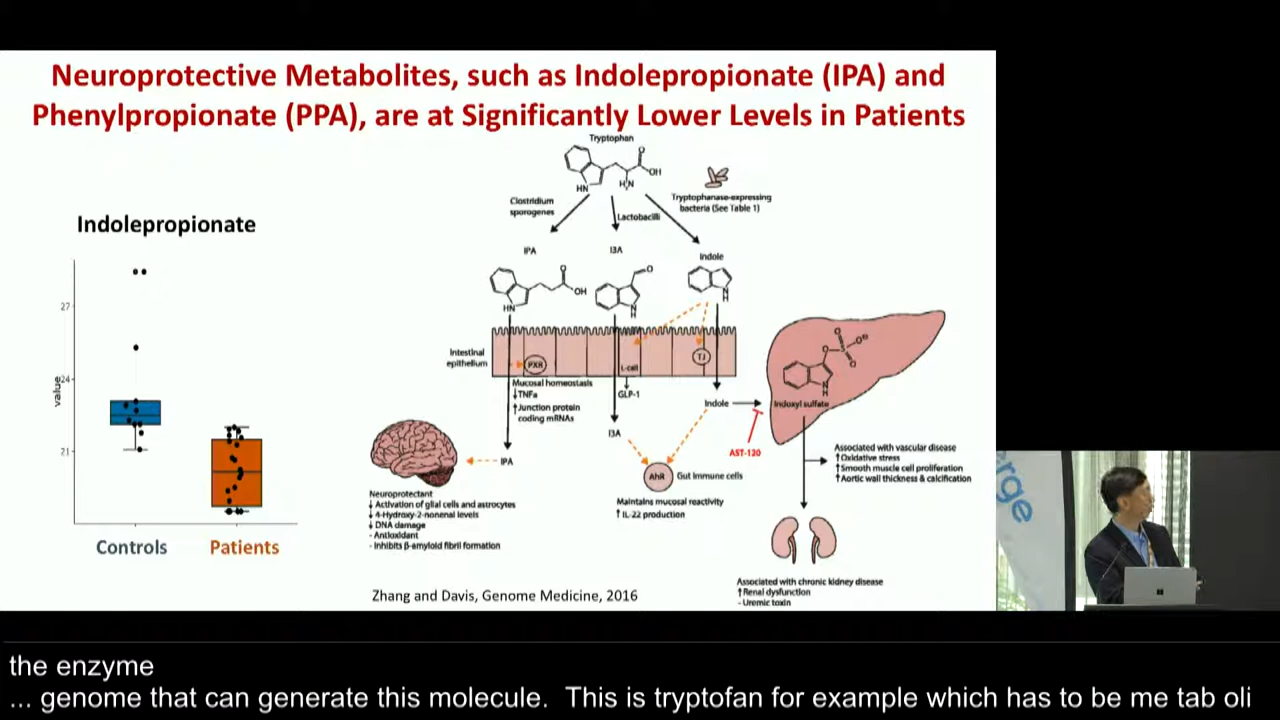 Neuroprotective Metabolites, such as Indolepropionate (IPA) and
Phenylpropionate (PPA), are at Significantly Lower Levels in Patients
Indolepropionate
27
24
21
value
Controls
Patients
Tryptophan
O
OH
HN
H₂N
Clostridium
sporogenes
Lactobacilli
Tryptophanase-expressing
bacteria (See Table 1)
IPA
I3A
Indole
O
OH
HN
O
N
H
N
H
Intestinal
epithelium
PXR
L-cell
TJ
Mucosal homeostasis
↓TNFα
↑Junction protein
coding mRNAs
GLP-1
Indole
I3A
IPA
AST-120
AhR
Gut Immune cells
Maintains mucosal reactivity
↑ IL-22 production
Neuroprotectant
↓ Activation of glial cells and astrocytes
↓ 4-Hydroxy-2-nonenal levels
↓ DNA damage
- Antioxidant
- Inhibits β-amyloid fibril formation
O
S
O
O
N
H
Indoxyl sulfate
Associated with vascular disease
↑Oxidative stress
↑Smooth muscle cell proliferation
↑Aortic wall thickness & calcification
Associated with chronic kidney disease
↑Renal dysfunction
- Uremic toxin
Zhang and Davis, Genome Medicine, 2016
erge
the enzyme
... genome that can generate this molecule.  This is tryptofan for example which has to be me tab oli